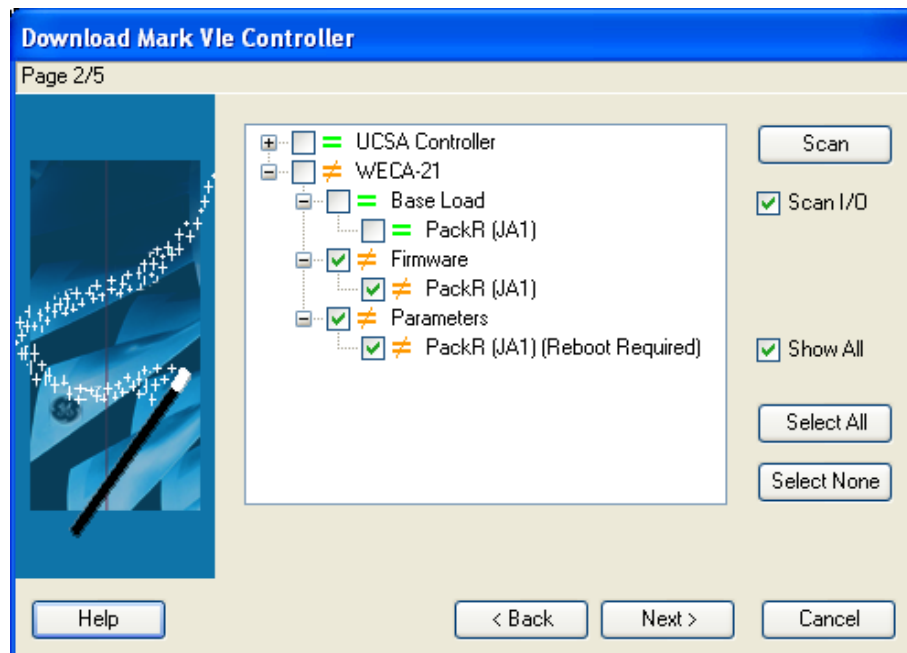 Download Mark VIe Controller
Page 2/5
UCSA Controller
WECA-21
Base Load
PackR (JA1)
Firmware
PackR (JA1)
Parameters
PackR (JA1) (Reboot Required)
Scan
Scan I/O
Show All
Select All
Select None
Help
< Back
Next >
Cancel